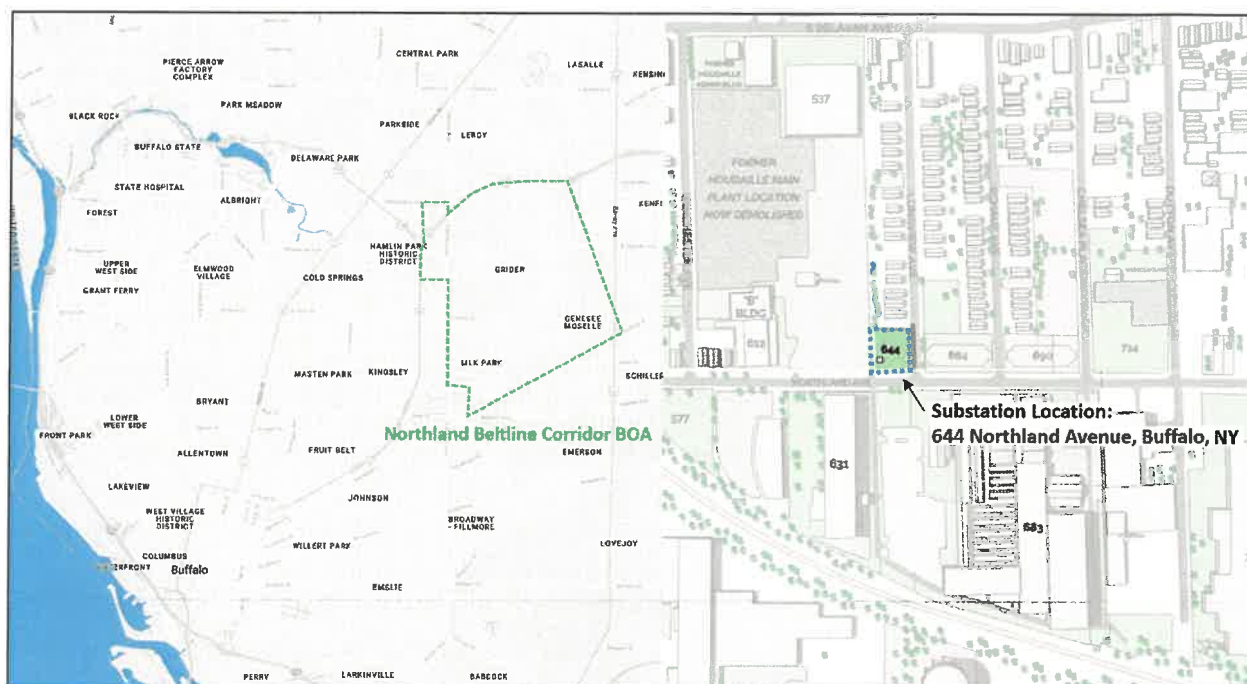 CENTRAL PARK
PIERCE ARROW
FACTORY
COMPLEX
LASALLE
PARK MEADOW
BLACK ROCK
PARKSIDE
LEROY
BUFFALO STATE
DELAWARE PARK
STATE HOSPITAL
ALBRIGHT
FOREST
HAMLIN PARK
HISTORIC
DISTRICT
UPPER
WEST SIDE
ELMWOOD
VILLAGE
COLD SPRINGS
GRIDER
GRANT FERRY
GENESEE
MOSELLE
MLK PARK
MASTEN PARK
KINGSLEY
SCHILLER
BRYANT
LOWER
WEST SIDE
FRONT PARK
Northland Beltline Corridor BOA
ALLENTOWN
FRUIT BELT
EMERSON
LAKEVIEW
JOHNSON
WEST VILLAGE
HISTORIC
DISTRICT
BROADWAY
- FILLMORE
WILLERT PARK
LOVEJOY
COLUMBUS
Buffalo
EMSLIE
PERRY
LARKINVILLE
BABCOCK
537
FORMER
HOUDAILLE MAIN
PLANT LOCATION
NOW DEMOLISHED
"B"
BLDG
612
644
664
690
714
577
631
683
Substation Location:
644 Northland Avenue, Buffalo, NY